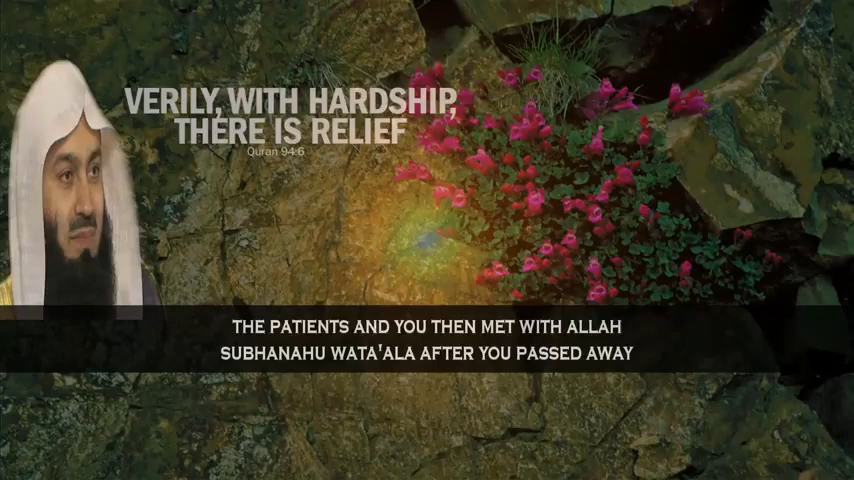 VERILY, WITH HARDSHIP,
THERE IS RELIEF
Quran 94:6
THE PATIENTS AND YOU THEN MET WITH ALLAH
SUBHANAHU WATA'ALA AFTER YOU PASSED AWAY